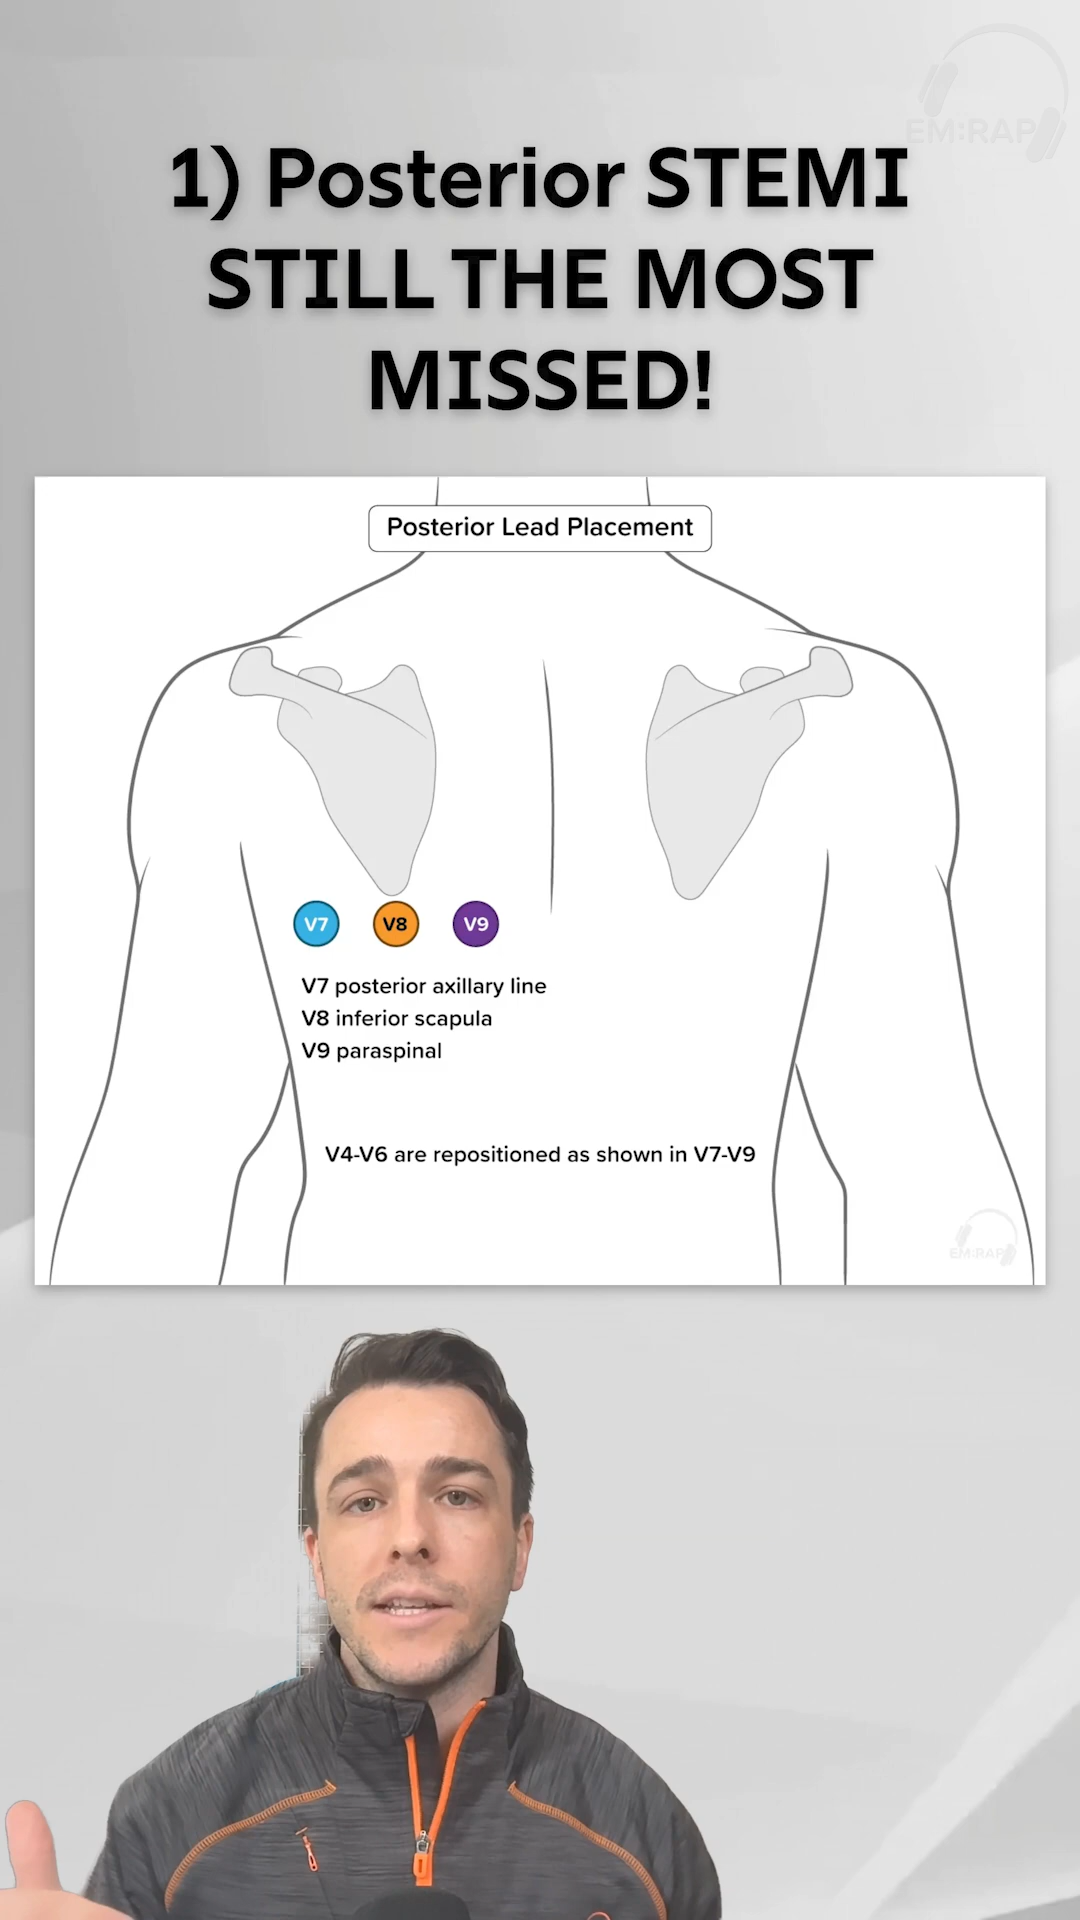 EM:RAP
1) Posterior STEMI
STILL THE MOST
MISSED!
Posterior Lead Placement
V7 V8 V9
V7 posterior axillary line
V8 inferior scapula
V9 paraspinal
V4-V6 are repositioned as shown in V7-V9
EM:RAP